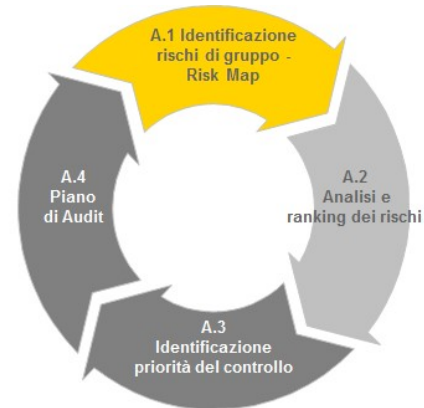 A.1 Identificazione
rischi di gruppo -
Risk Map
A.2
Analisi e
ranking dei rischi
A.3
Identificazione
priorità del controllo
A.4
Piano
di Audit